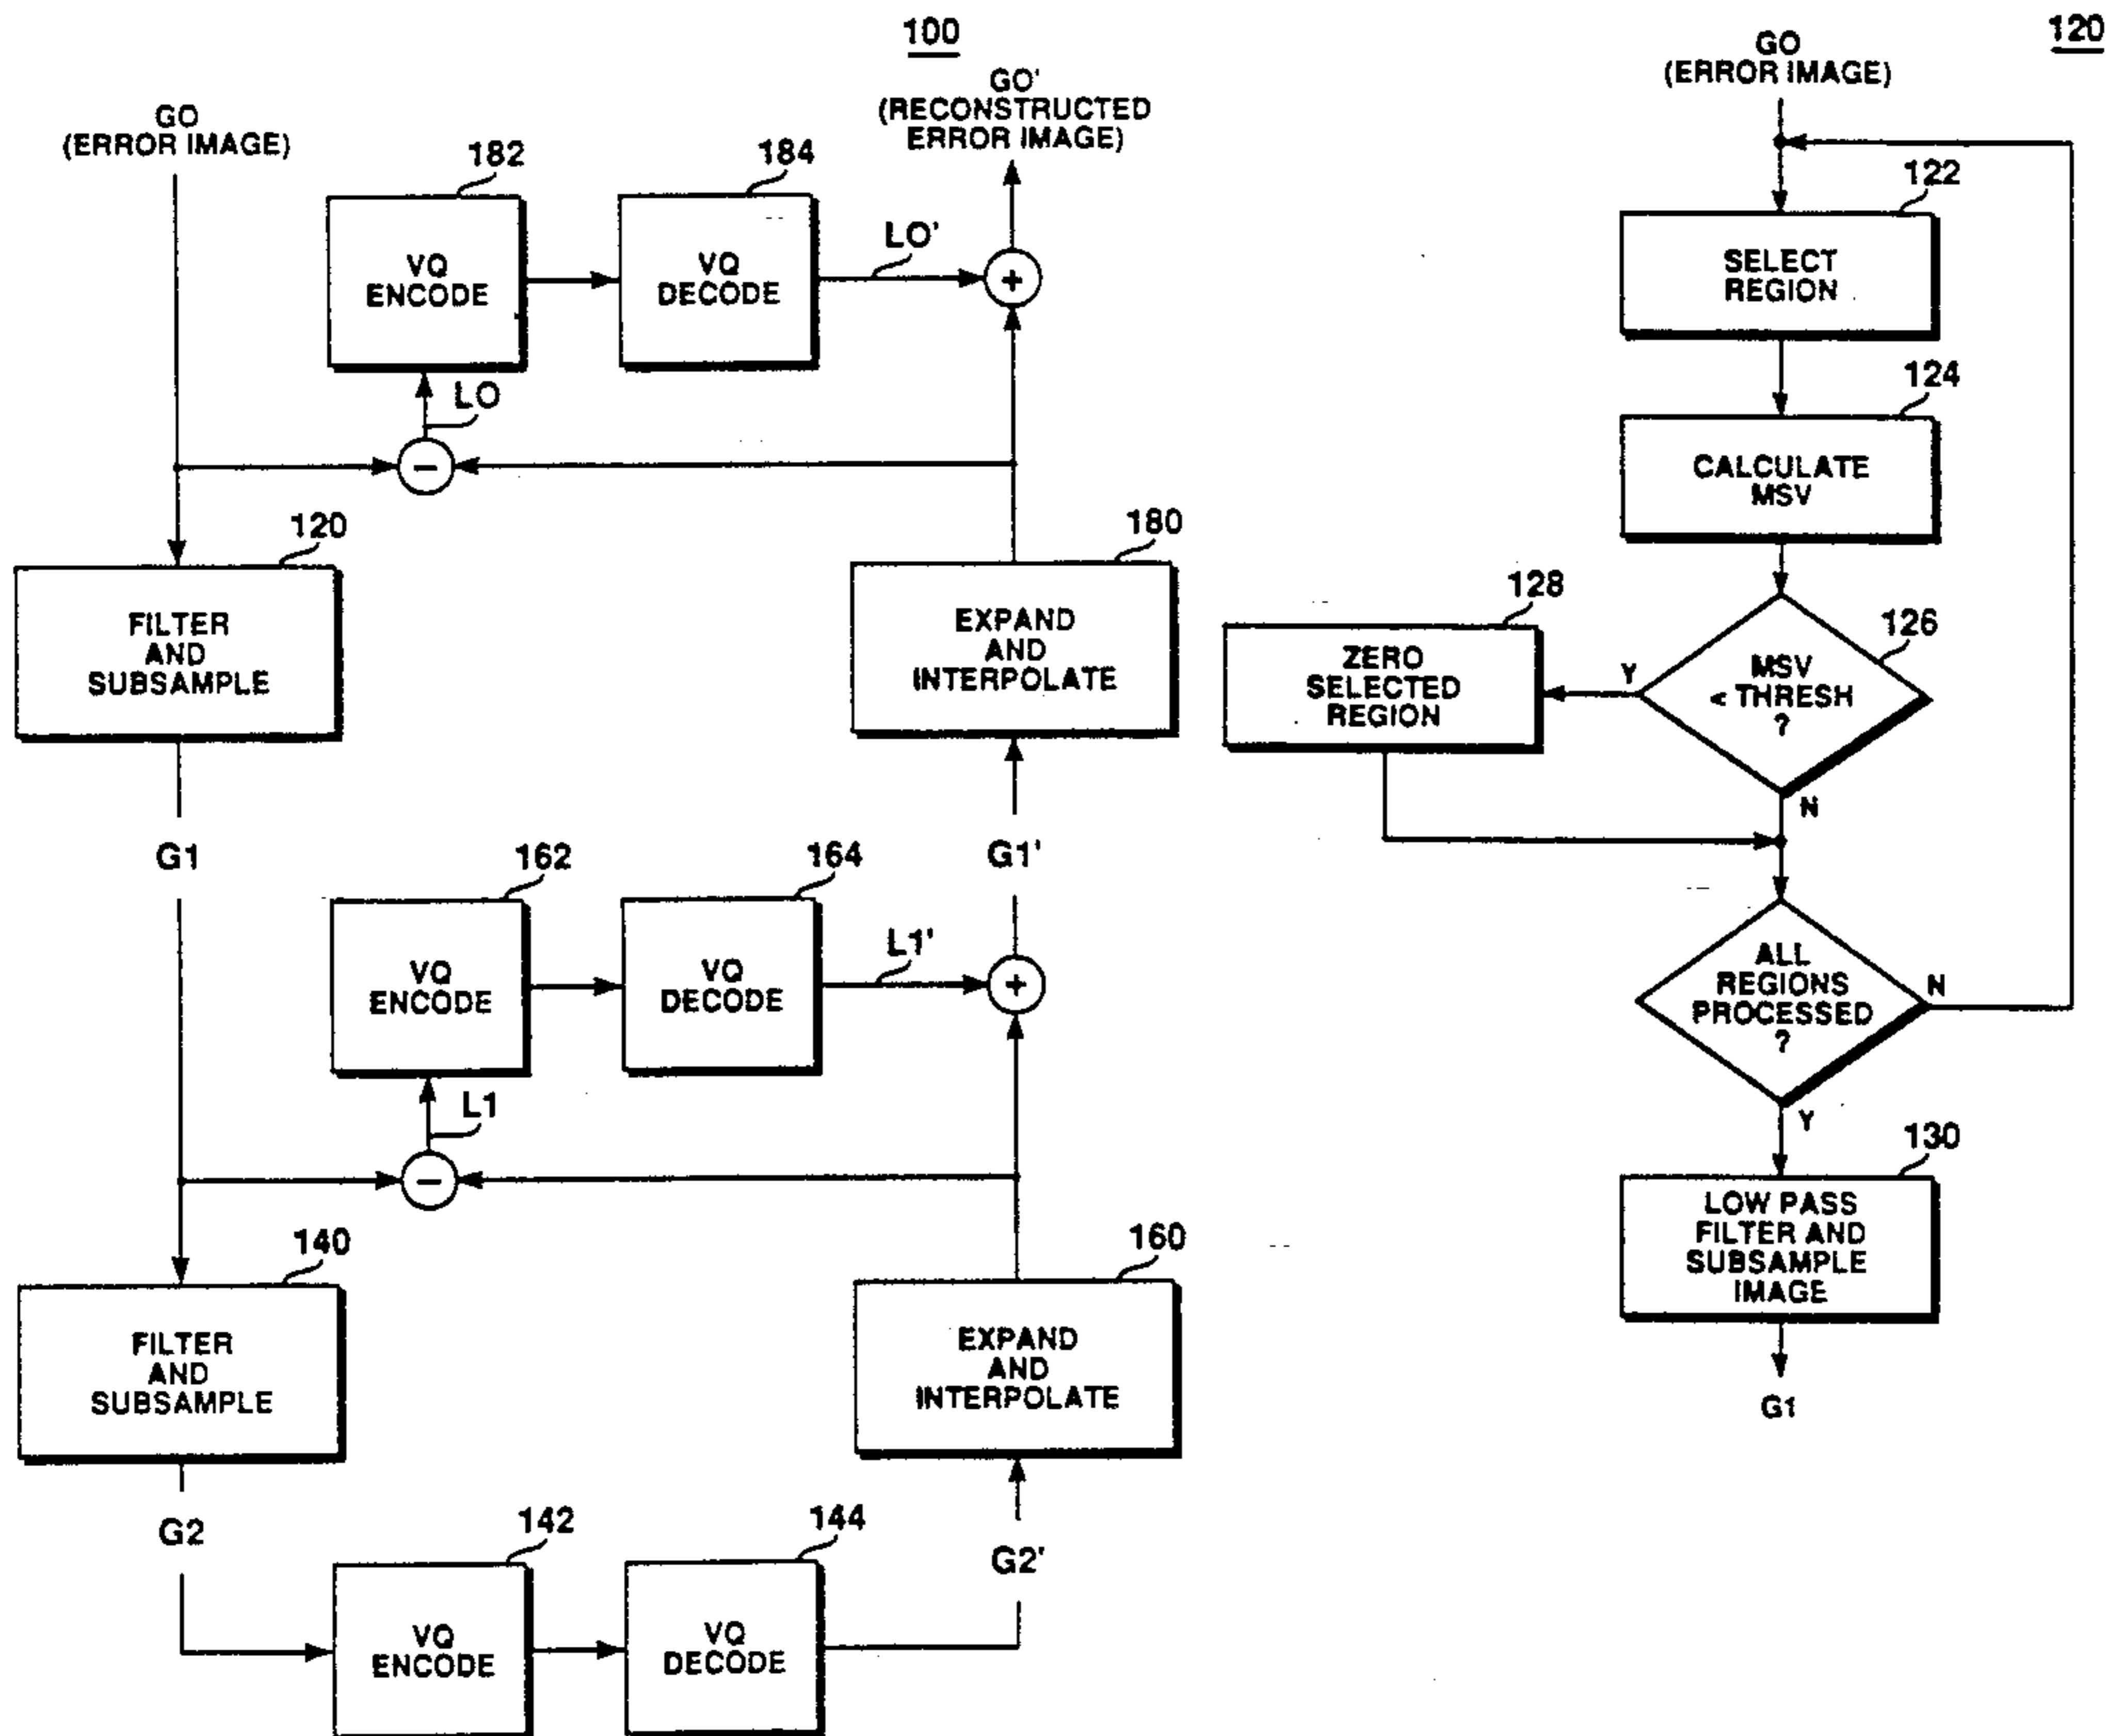 100
GO
(ERROR IMAGE)
GO'
(RECONSTRUCTED
ERROR IMAGE)
182
184
VQ
ENCODE
VQ
DECODE
LO'
+
LO
−
120
FILTER
AND
SUBSAMPLE
180
EXPAND
AND
INTERPOLATE
G1
G1'
162
164
VQ
ENCODE
VQ
DECODE
L1'
+
L1
−
140
FILTER
AND
SUBSAMPLE
160
EXPAND
AND
INTERPOLATE
G2
G2'
142
144
VQ
ENCODE
VQ
DECODE
120
GO
(ERROR IMAGE)
122
SELECT
REGION
124
CALCULATE
MSV
126
MSV
< THRESH
?
Y
N
128
ZERO
SELECTED
REGION
ALL
REGIONS
PROCESSED
?
N
Y
130
LOW PASS
FILTER AND
SUBSAMPLE
IMAGE
G1